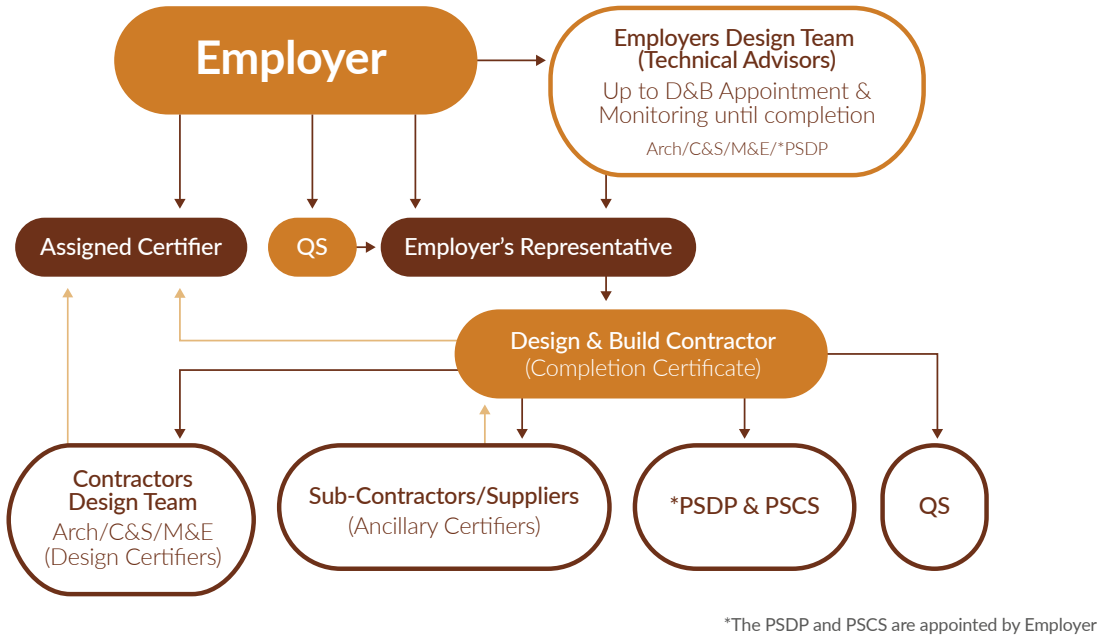 Employer
Employers Design Team
(Technical Advisors)
Up to D&B Appointment &
Monitoring until completion
Arch/C&S/M&E/*PSDP
Assigned Certifier
QS
Employer’s Representative
Design & Build Contractor
(Completion Certificate)
Contractors
Design Team
Arch/C&S/M&E
(Design Certifiers)
Sub-Contractors/Suppliers
(Ancillary Certifiers)
*PSDP & PSCS
QS
*The PSDP and PSCS are appointed by Employer